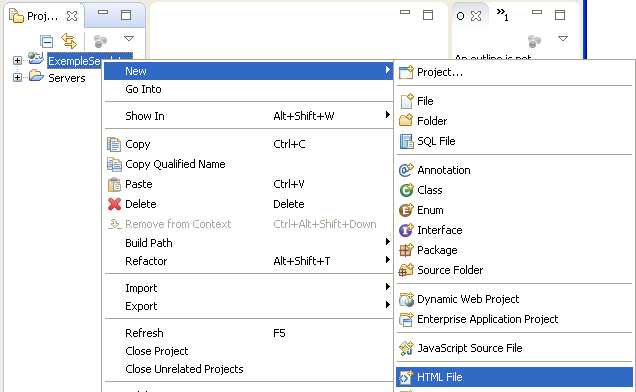 Proj...
O
»1
An outline is not
ExempleServlet
Servers
New
Go Into
Show In Alt+Shift+W
Copy Ctrl+C
Copy Qualified Name
Paste Ctrl+V
Delete Delete
Remove from Context Ctrl+Alt+Shift+Down
Build Path
Refactor Alt+Shift+T
Import
Export
Refresh F5
Close Project
Close Unrelated Projects
Project...
File
Folder
SQL File
Annotation
Class
Enum
Interface
Package
Source Folder
Dynamic Web Project
Enterprise Application Project
JavaScript Source File
HTML File